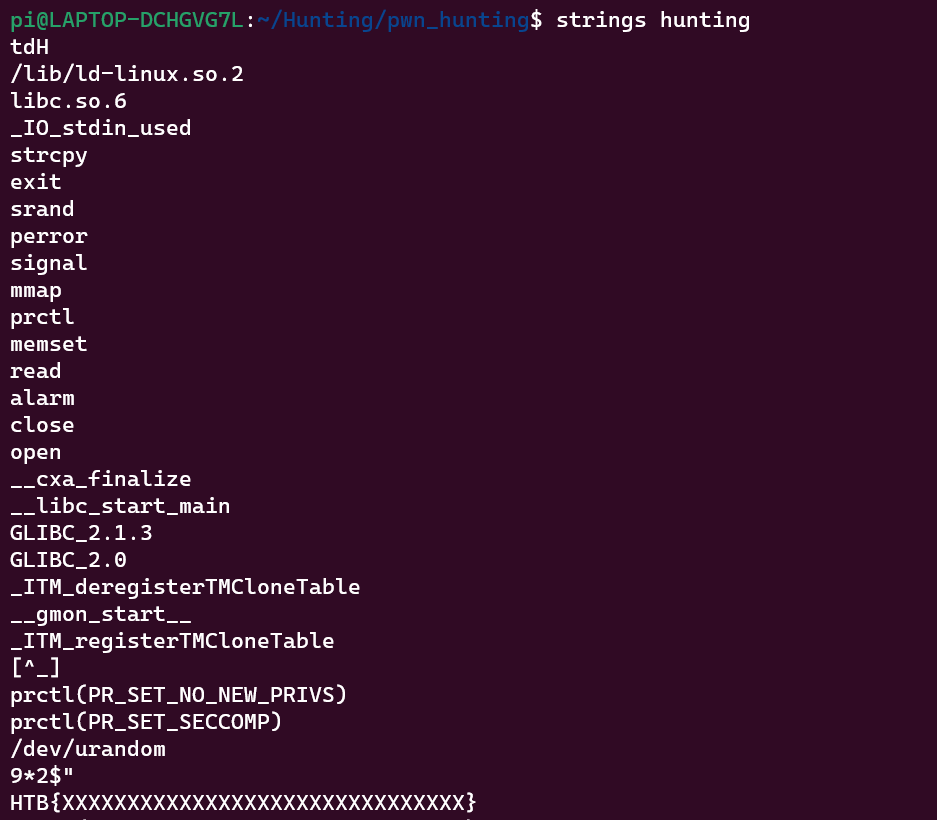 pi@LAPTOP-DCHGVG7L:~/Hunting/pwn_hunting$ strings hunting
tdH
/lib/ld-linux.so.2
libc.so.6
_IO_stdin_used
strcpy
exit
srand
perror
signal
mmap
prctl
memset
read
alarm
close
open
__cxa_finalize
__libc_start_main
GLIBC_2.1.3
GLIBC_2.0
_ITM_deregisterTMCloneTable
__gmon_start__
_ITM_registerTMCloneTable
[^_]
prctl(PR_SET_NO_NEW_PRIVS)
prctl(PR_SET_SECCOMP)
/dev/urandom
9*2$"
HTB{XXXXXXXXXXXXXXXXXXXXXXXXXXXXXXX}